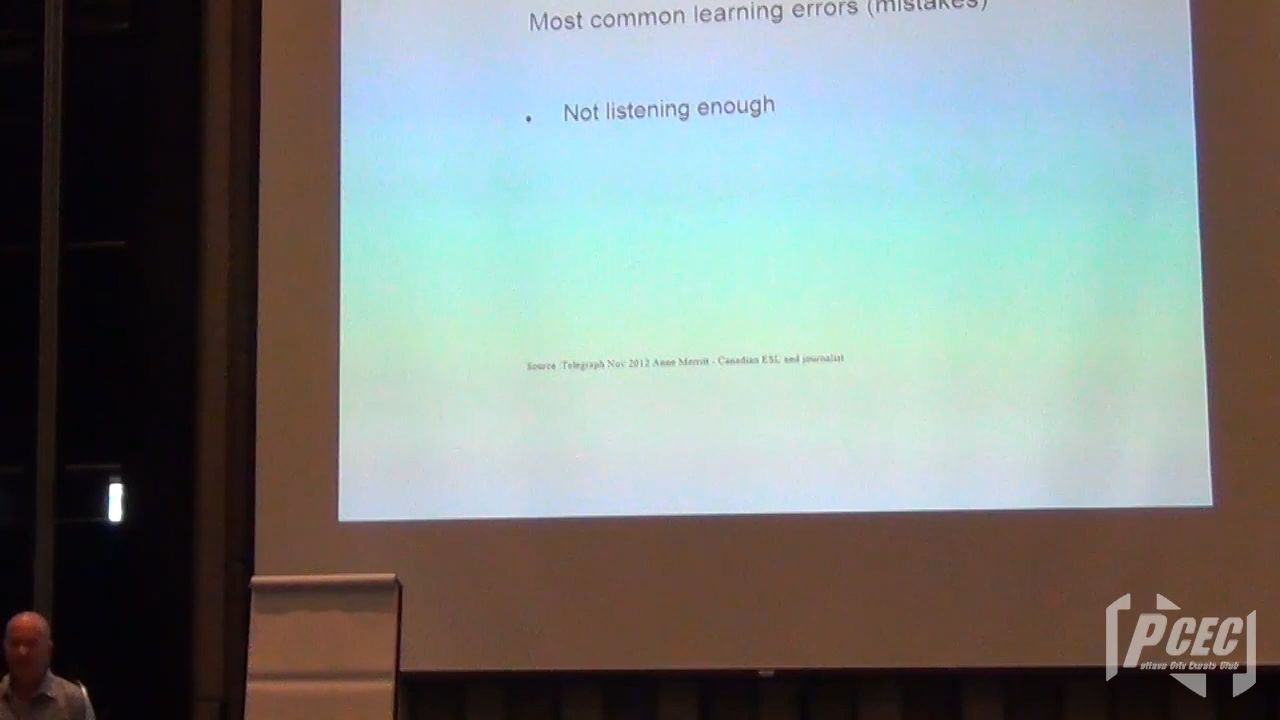 Most common learning errors (mistakes)
• Not listening enough
Source :Telegraph Nov 2012 Anne Merritt - Canadian ESL and journalist
PCEC